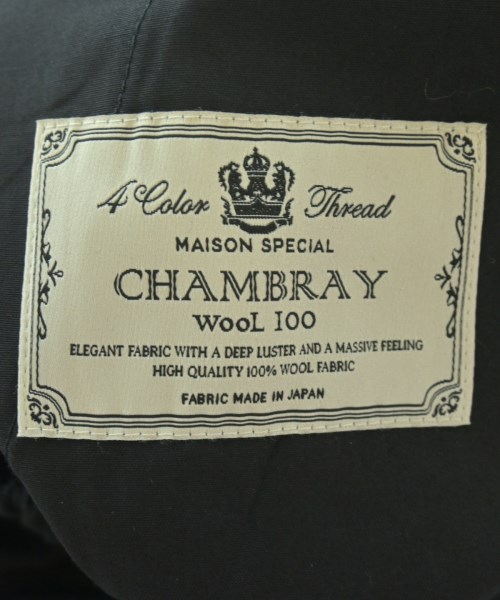 4 Color Thread
MAISON SPECIAL
CHAMBRAY
WOOL 100
ELEGANT FABRIC WITH A DEEP LUSTER AND A MASSIVE FEELING
HIGH QUALITY 100% WOOL FABRIC
FABRIC MADE IN JAPAN